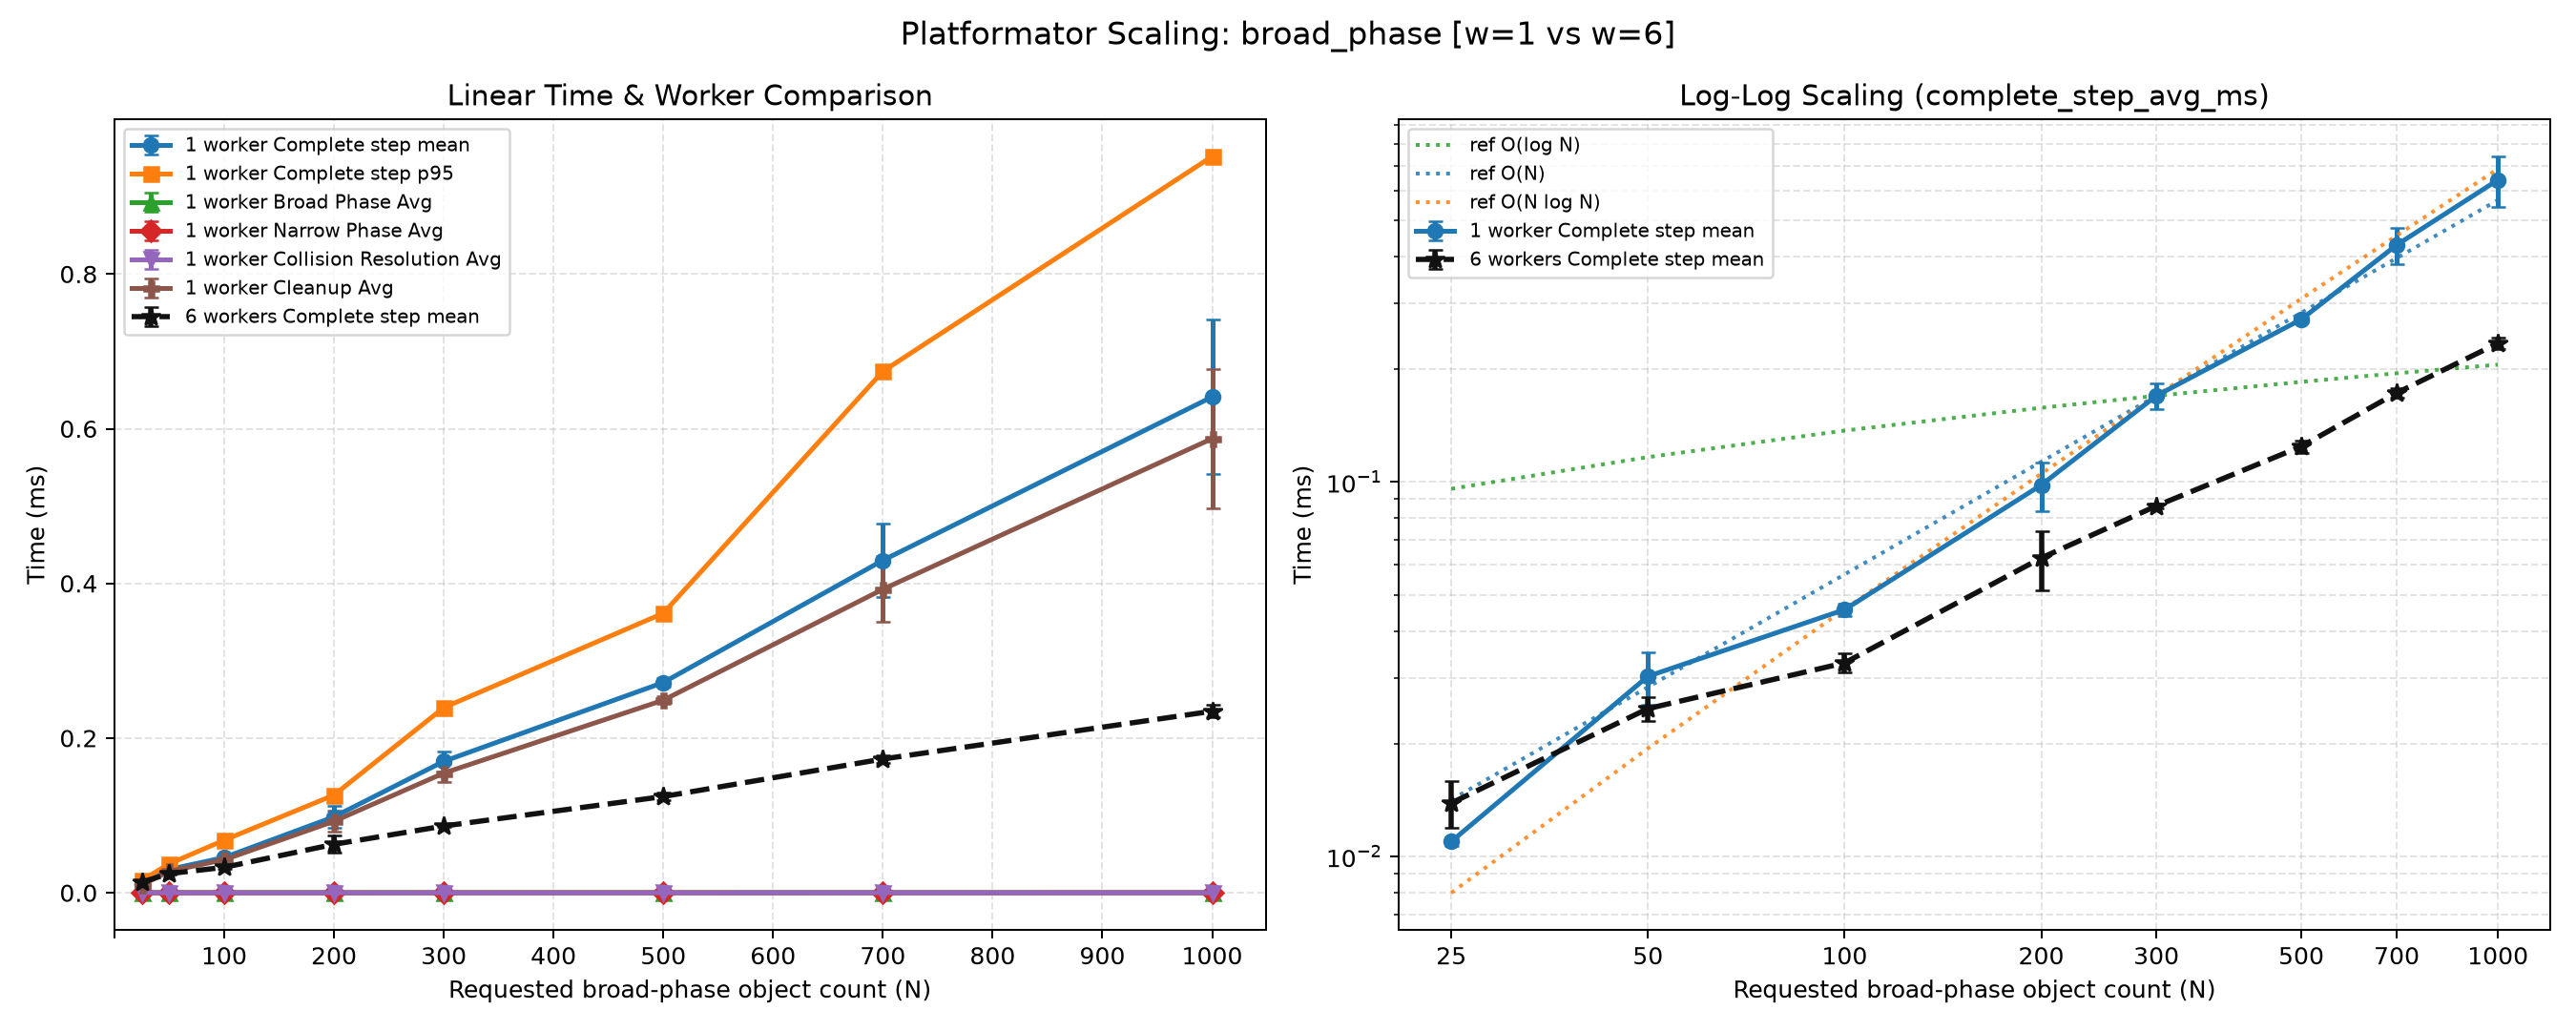 Platformator Scaling: broad_phase [w=1 vs w=6]
Linear Time & Worker Comparison
1 worker Complete step mean
1 worker Complete step p95
1 worker Broad Phase Avg
1 worker Narrow Phase Avg
1 worker Collision Resolution Avg
1 worker Cleanup Avg
6 workers Complete step mean
Time (ms)
0.8
0.6
0.4
0.2
0.0
100 200 300 400 500 600 700 800 900 1000
Requested broad-phase object count (N)
Log-Log Scaling (complete_step_avg_ms)
ref O(log N)
ref O(N)
ref O(N log N)
1 worker Complete step mean
6 workers Complete step mean
Time (ms)
10⁻¹
10⁻²
25 50 100 200 300 500 700 1000
Requested broad-phase object count (N)